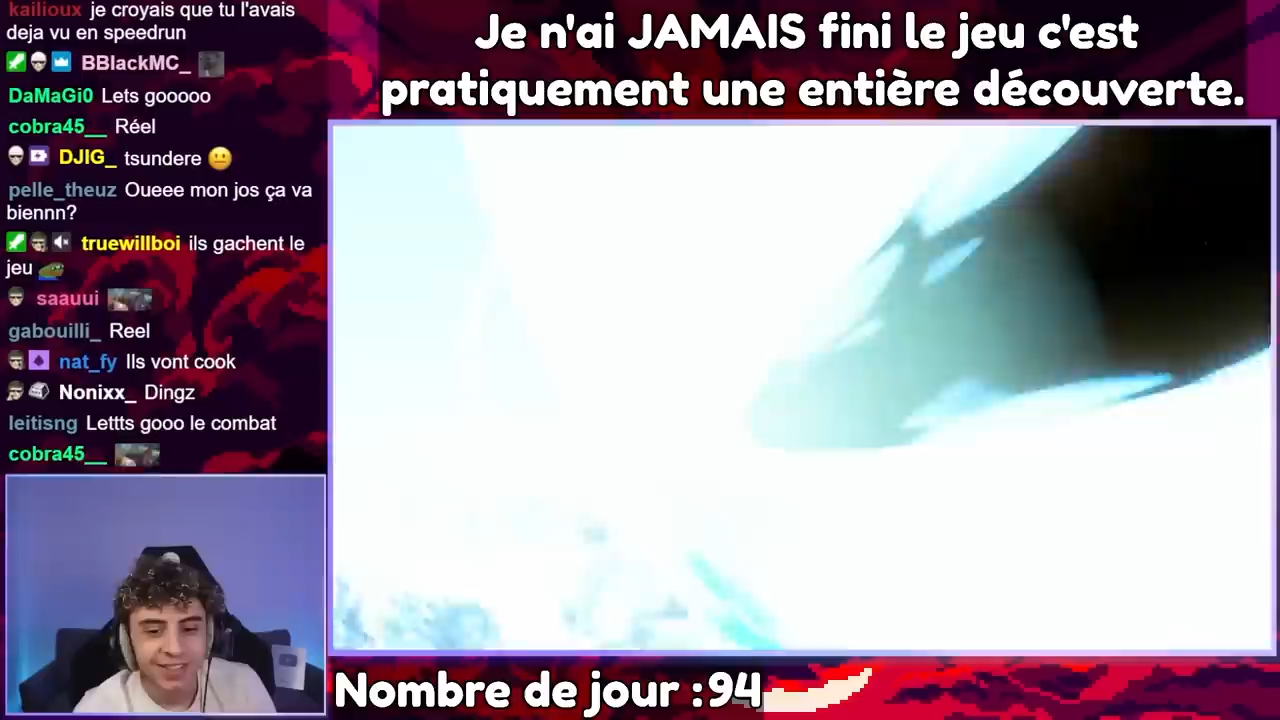 kailioux je croyais que tu l'avais
deja vu en speedrun
BBlackMC_
DaMaGi0 Lets gooooo
cobra45__ Réel
DJIG_ tsundere 😐
pelle_theuz Oueee mon jos ça va
biennn?
truewillboi ils gachent le
jeu
saauui
gabouilli_ Reel
nat_fy Ils vont cook
Nonixx_ Dingz
leitisng Lettts gooo le combat
cobra45__
Je n'ai JAMAIS fini le jeu c'est
pratiquement une entière découverte.
Nombre de jour :94